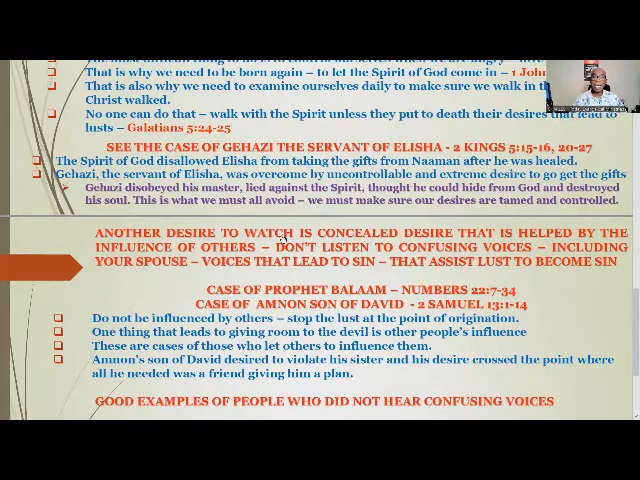 That is why we need to be born again – to let the Spirit of God come in – 1 John
That is also why we need to examine ourselves daily to make sure we walk in th
Christ walked.
No one can do that – walk with the Spirit unless they put to death their desires that lead to
lusts – Galatians 5:24-25
SEE THE CASE OF GEHAZI THE SERVANT OF ELISHA - 2 KINGS 5:15-16, 20-27
The Spirit of God disallowed Elisha from taking the gifts from Naaman after he was healed.
Gehazi, the servant of Elisha, was overcome by uncontrollable and extreme desire to go get the gifts
Gehazi disobeyed his master, lied against the Spirit, thought he could hide from God and destroyed
his soul. This is what we must all avoid – we must make sure our desires are tamed and controlled.
ANOTHER DESIRE TO WATCH IS CONCEALED DESIRE THAT IS HELPED BY THE
INFLUENCE OF OTHERS – DON'T LISTEN TO CONFUSING VOICES – INCLUDING
YOUR SPOUSE – VOICES THAT LEAD TO SIN – THAT ASSIST LUST TO BECOME SIN
CASE OF PROPHET BALAAM – NUMBERS 22:7-34
CASE OF AMNON SON OF DAVID - 2 SAMUEL 13:1-14
Do not be influenced by others – stop the lust at the point of origination.
One thing that leads to giving room to the devil is other people's influence
These are cases of those who let others to influence them.
Amnon's son of David desired to violate his sister and his desire crossed the point where
all he needed was a friend giving him a plan.
GOOD EXAMPLES OF PEOPLE WHO DID NOT HEAR CONFUSING VOICES